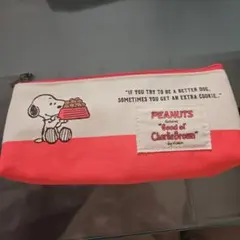 "IF YOU TRY TO BE A BETTER DOG,
SOMETIMES YOU GET AN EXTRA COOKIE..."
PEANUTS
"Good ol'
Charlie Brown"